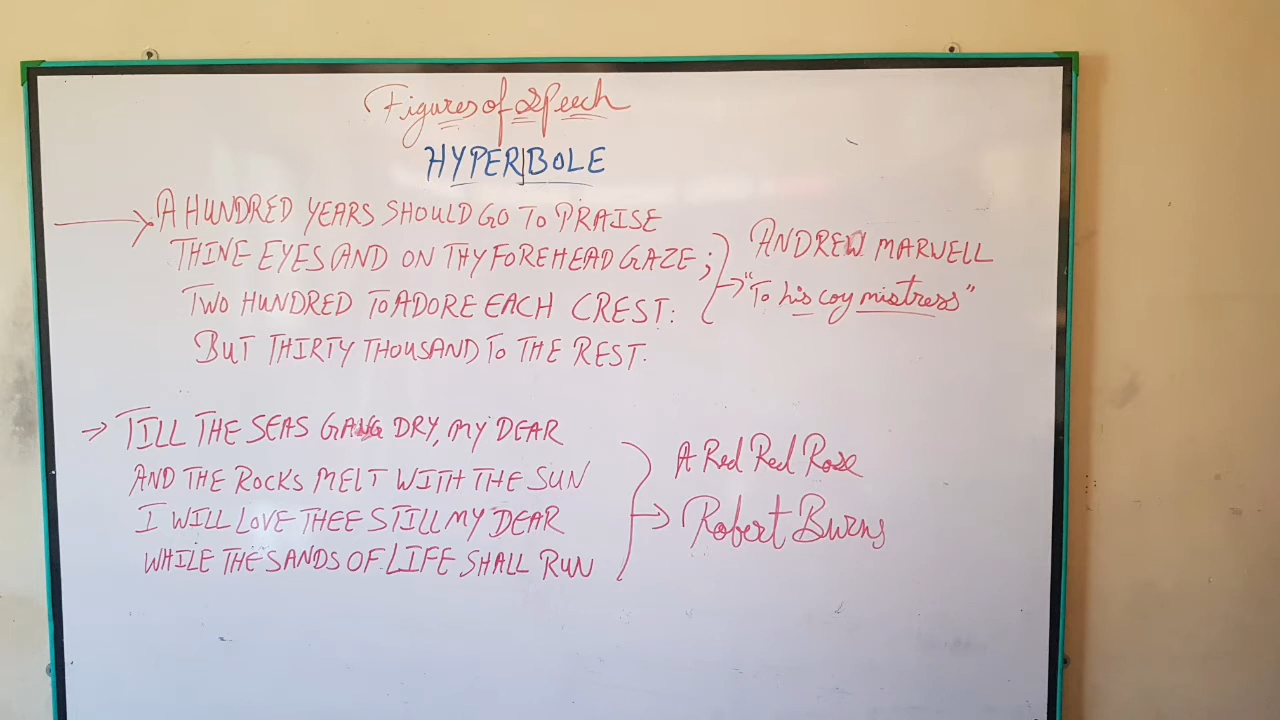 Figures of Speech
HYPERBOLE
A HUNDRED YEARS SHOULD GO TO PRAISE
THINE EYES AND ON THY FOREHEAD GAZE;
TWO HUNDRED TO ADORE EACH CREST:
BUT THIRTY THOUSAND TO THE REST.
ANDREW MARWELL
"To his coy mistress"
TILL THE SEAS GANG DRY, MY DEAR
AND THE ROCKS MELT WITH THE SUN
I WILL LOVE THEE STILL MY DEAR
WHILE THE SANDS OF LIFE SHALL RUN
A Red Red Rose
Robert Burns